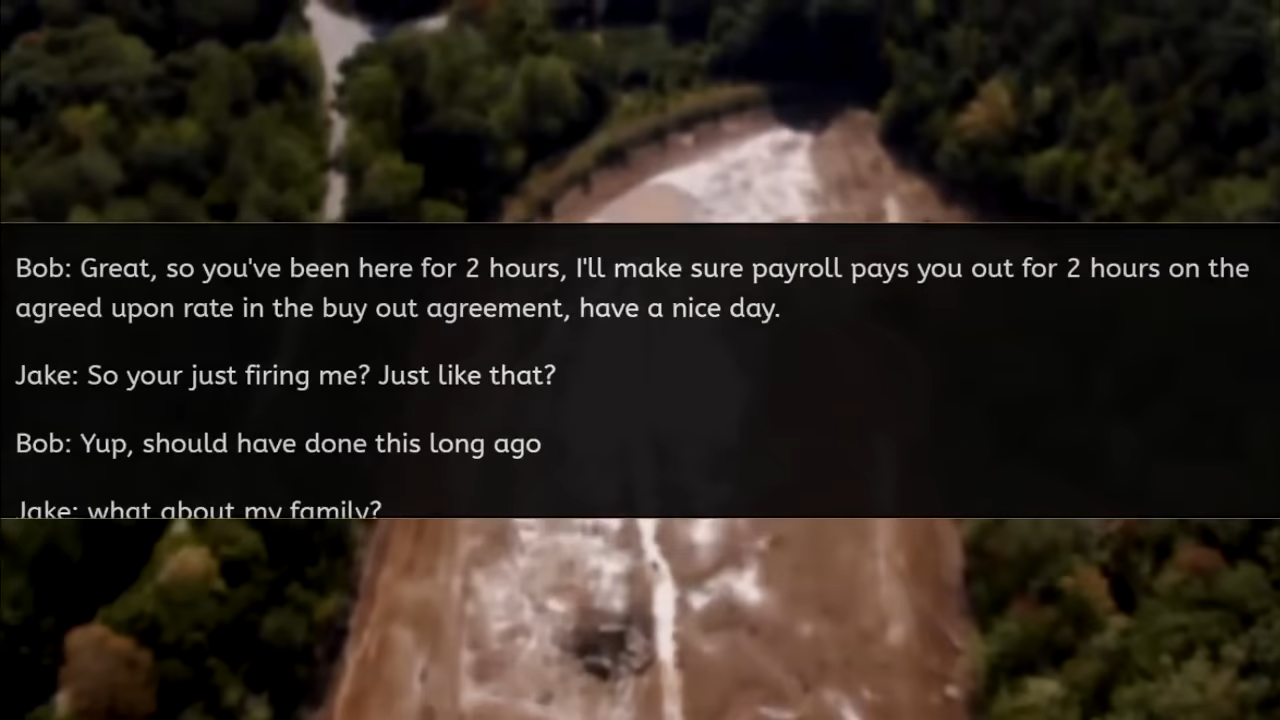 Bob: Great, so you've been here for 2 hours, I'll make sure payroll pays you out for 2 hours on the
agreed upon rate in the buy out agreement, have a nice day.
Jake: So your just firing me? Just like that?
Bob: Yup, should have done this long ago
Jake: what about my family?